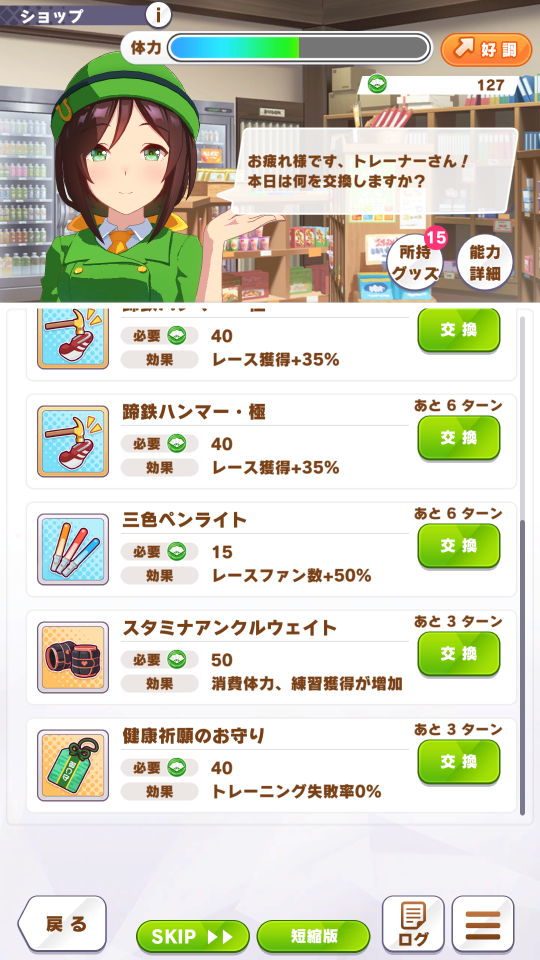 ショップ
i
体力
好調
127
お疲れ様です、トレーナーさん！
本日は何を交換しますか？
15
所持
グッズ
能力
詳細
蹄鉄ハンマー・極
必要 40
効果 レース獲得+35%
交換
蹄鉄ハンマー・極
あと 6 ターン
必要 40
効果 レース獲得+35%
交換
三色ペンライト
あと 6 ターン
必要 15
効果 レースファン数+50%
交換
スタミナアンクルウェイト
あと 3 ターン
必要 50
効果 消費体力、練習獲得が増加
交換
健康祈願のお守り
あと 3 ターン
必要 40
効果 トレーニング失敗率0%
交換
戻る
SKIP
短縮版
ログ